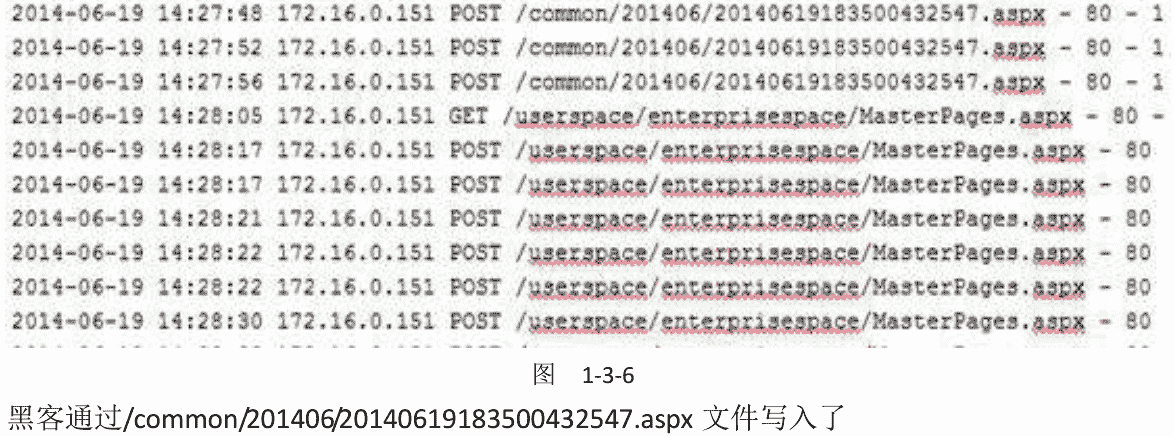 2014-06-19 14:27:48 172.16.0.151 POST /common/201406/20140619183500432547.aspx - 80 - 1
2014-06-19 14:27:52 172.16.0.151 POST /common/201406/20140619183500432547.aspx - 80 - 1
2014-06-19 14:27:56 172.16.0.151 POST /common/201406/20140619183500432547.aspx - 80 - 1
2014-06-19 14:28:05 172.16.0.151 GET /userspace/enterprisespace/MasterPages.aspx - 80 -
2014-06-19 14:28:17 172.16.0.151 POST /userspace/enterprisespace/MasterPages.aspx - 80
2014-06-19 14:28:17 172.16.0.151 POST /userspace/enterprisespace/MasterPages.aspx - 80
2014-06-19 14:28:21 172.16.0.151 POST /userspace/enterprisespace/MasterPages.aspx - 80
2014-06-19 14:28:22 172.16.0.151 POST /userspace/enterprisespace/MasterPages.aspx - 80
2014-06-19 14:28:22 172.16.0.151 POST /userspace/enterprisespace/MasterPages.aspx - 80
2014-06-19 14:28:30 172.16.0.151 POST /userspace/enterprisespace/MasterPages.aspx - 80
图 1-3-6
黑客通过/common/201406/20140619183500432547.aspx 文件写入了